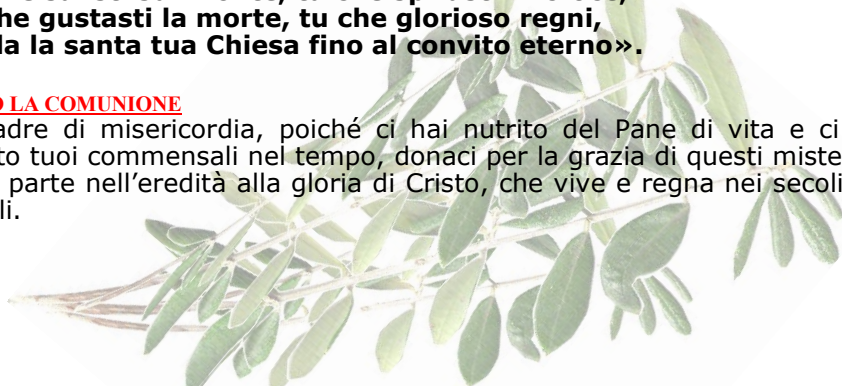 he gustasti la morte, tu che glorioso regni,
la la santa tua Chiesa fino al convito eterno».
O LA COMUNIONE
adre di misericordia, poiché ci hai nutrito del Pane di vita e ci
to tuoi commensali nel tempo, donaci per la grazia di questi miste
parte nell’eredità alla gloria di Cristo, che vive e regna nei secoli
li.